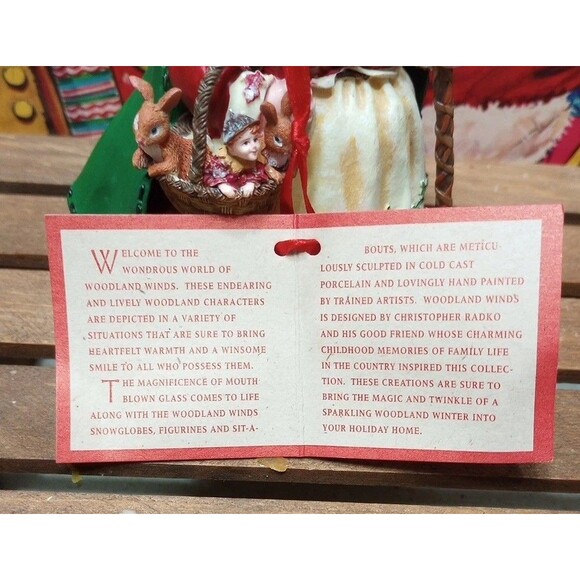 WELCOME TO THE
WONDROUS WORLD OF
WOODLAND WINDS. THESE ENDEARING
AND LIVELY WOODLAND CHARACTERS
ARE DEPICTED IN A VARIETY OF
SITUATIONS THAT ARE SURE TO BRING
HEARTFELT WARMTH AND A WINSOME
SMILE TO ALL WHO POSSESS THEM.
THE MAGNIFICENCE OF MOUTH
BLOWN GLASS COMES TO LIFE
ALONG WITH THE WOODLAND WINDS
SNOWGLOBES, FIGURINES AND SIT-A-
BOUTS, WHICH ARE METICU-
LOUSLY SCULPTED IN COLD CAST
PORCELAIN AND LOVINGLY HAND PAINTED
BY TRAINED ARTISTS. WOODLAND WINDS
IS DESIGNED BY CHRISTOPHER RADKO
AND HIS GOOD FRIEND WHOSE CHARMING
CHILDHOOD MEMORIES OF FAMILY LIFE
IN THE COUNTRY INSPIRED THIS COLLEC-
TION. THESE CREATIONS ARE SURE TO
BRING THE MAGIC AND TWINKLE OF A
SPARKLING WOODLAND WINTER INTO
YOUR HOLIDAY HOME.